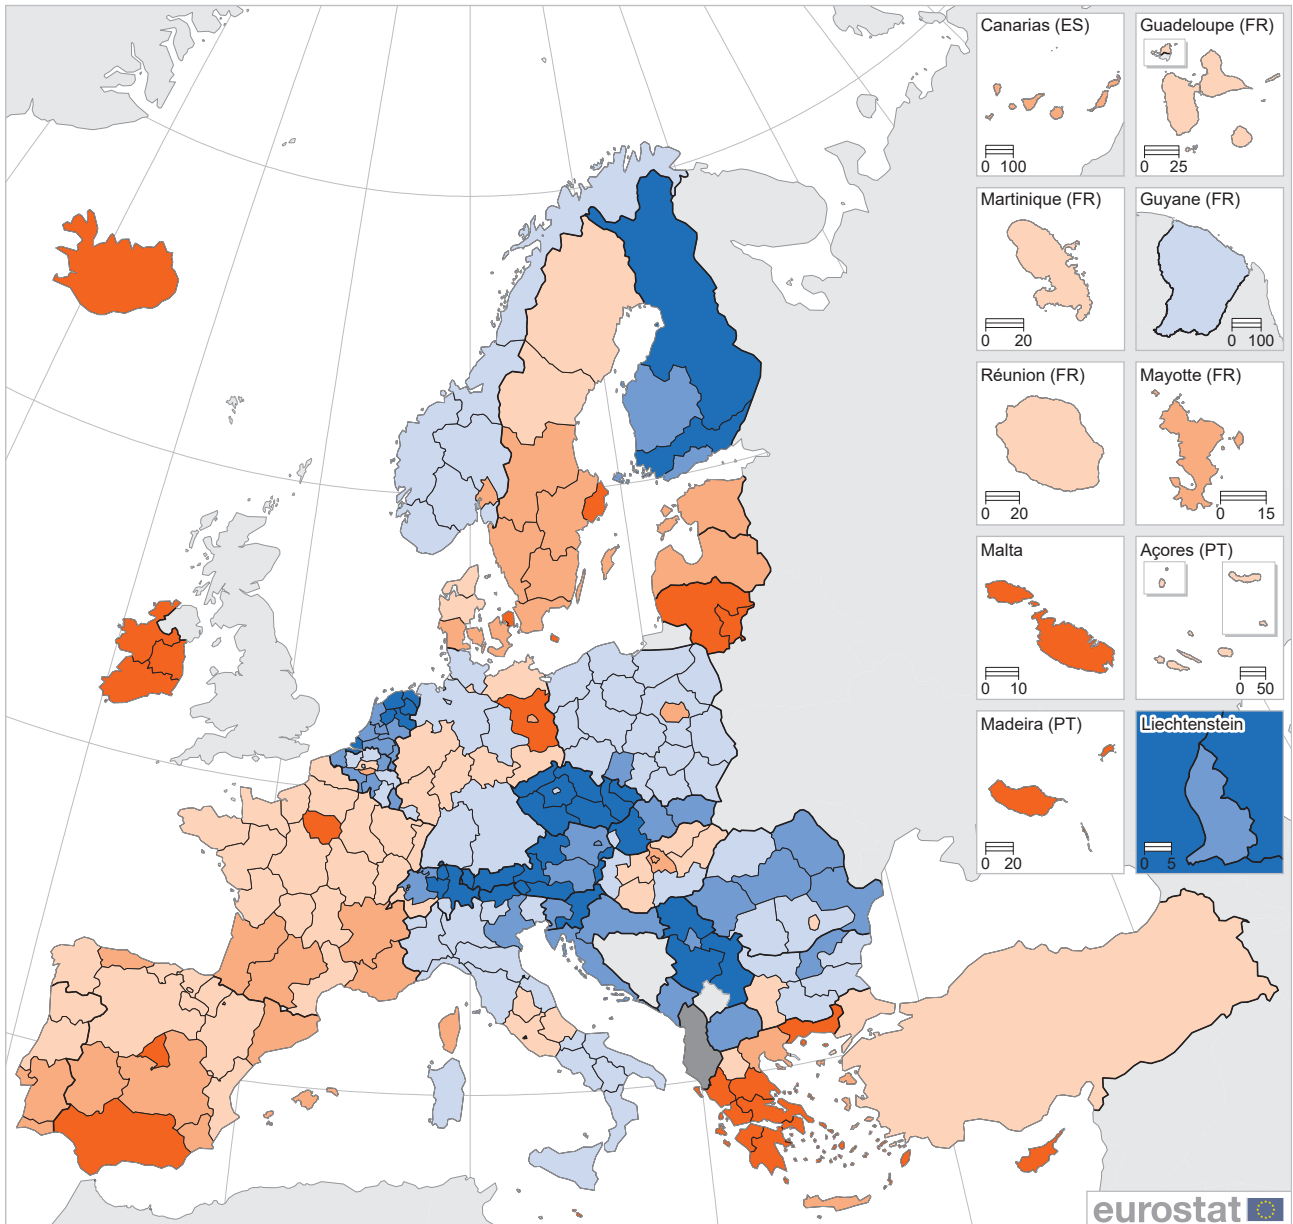 Canarias (ES)
0 100
Guadeloupe (FR)
0 25
Martinique (FR)
0 20
Guyane (FR)
0 100
Réunion (FR)
0 20
Mayotte (FR)
0 15
Malta
0 10
Açores (PT)
0 50
Madeira (PT)
0 20
Liechtenstein
0 5
eurostat